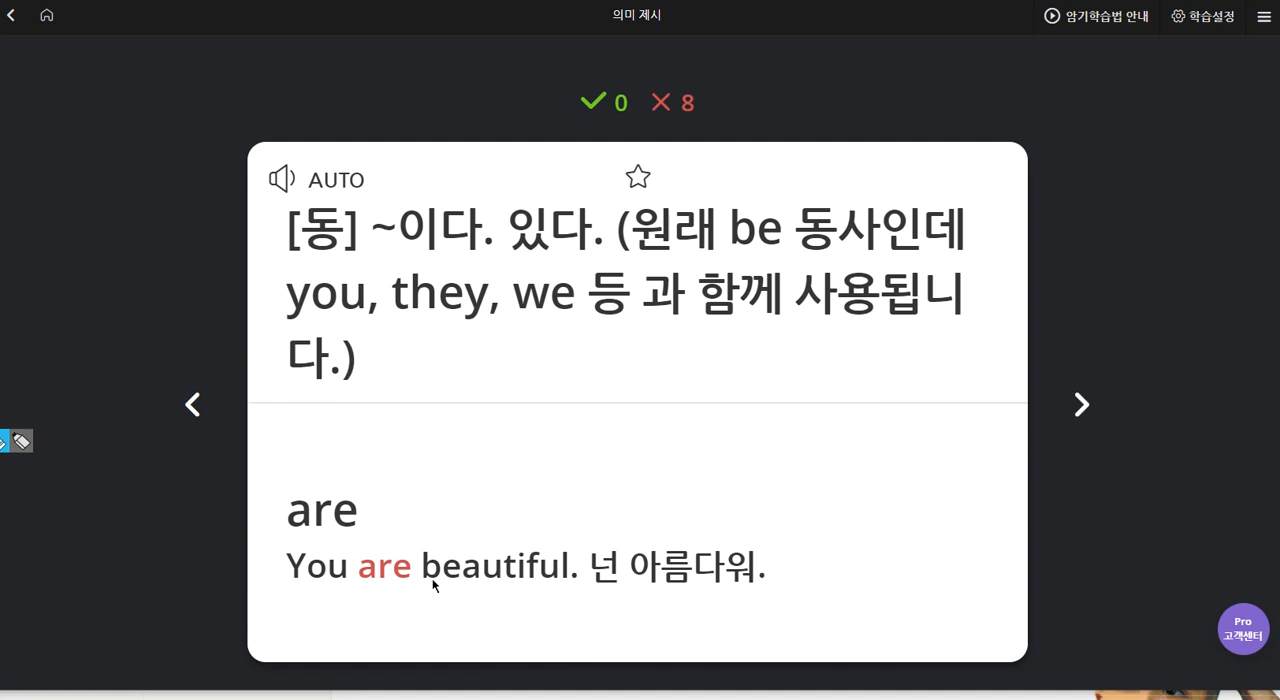 의미 제시
암기학습법 안내
학습설정
0 8
AUTO
[동] ~이다. 있다. (원래 be 동사인데
you, they, we 등 과 함께 사용됩니
다.)
are
You are beautiful. 넌 아름다워.
Pro
고객센터